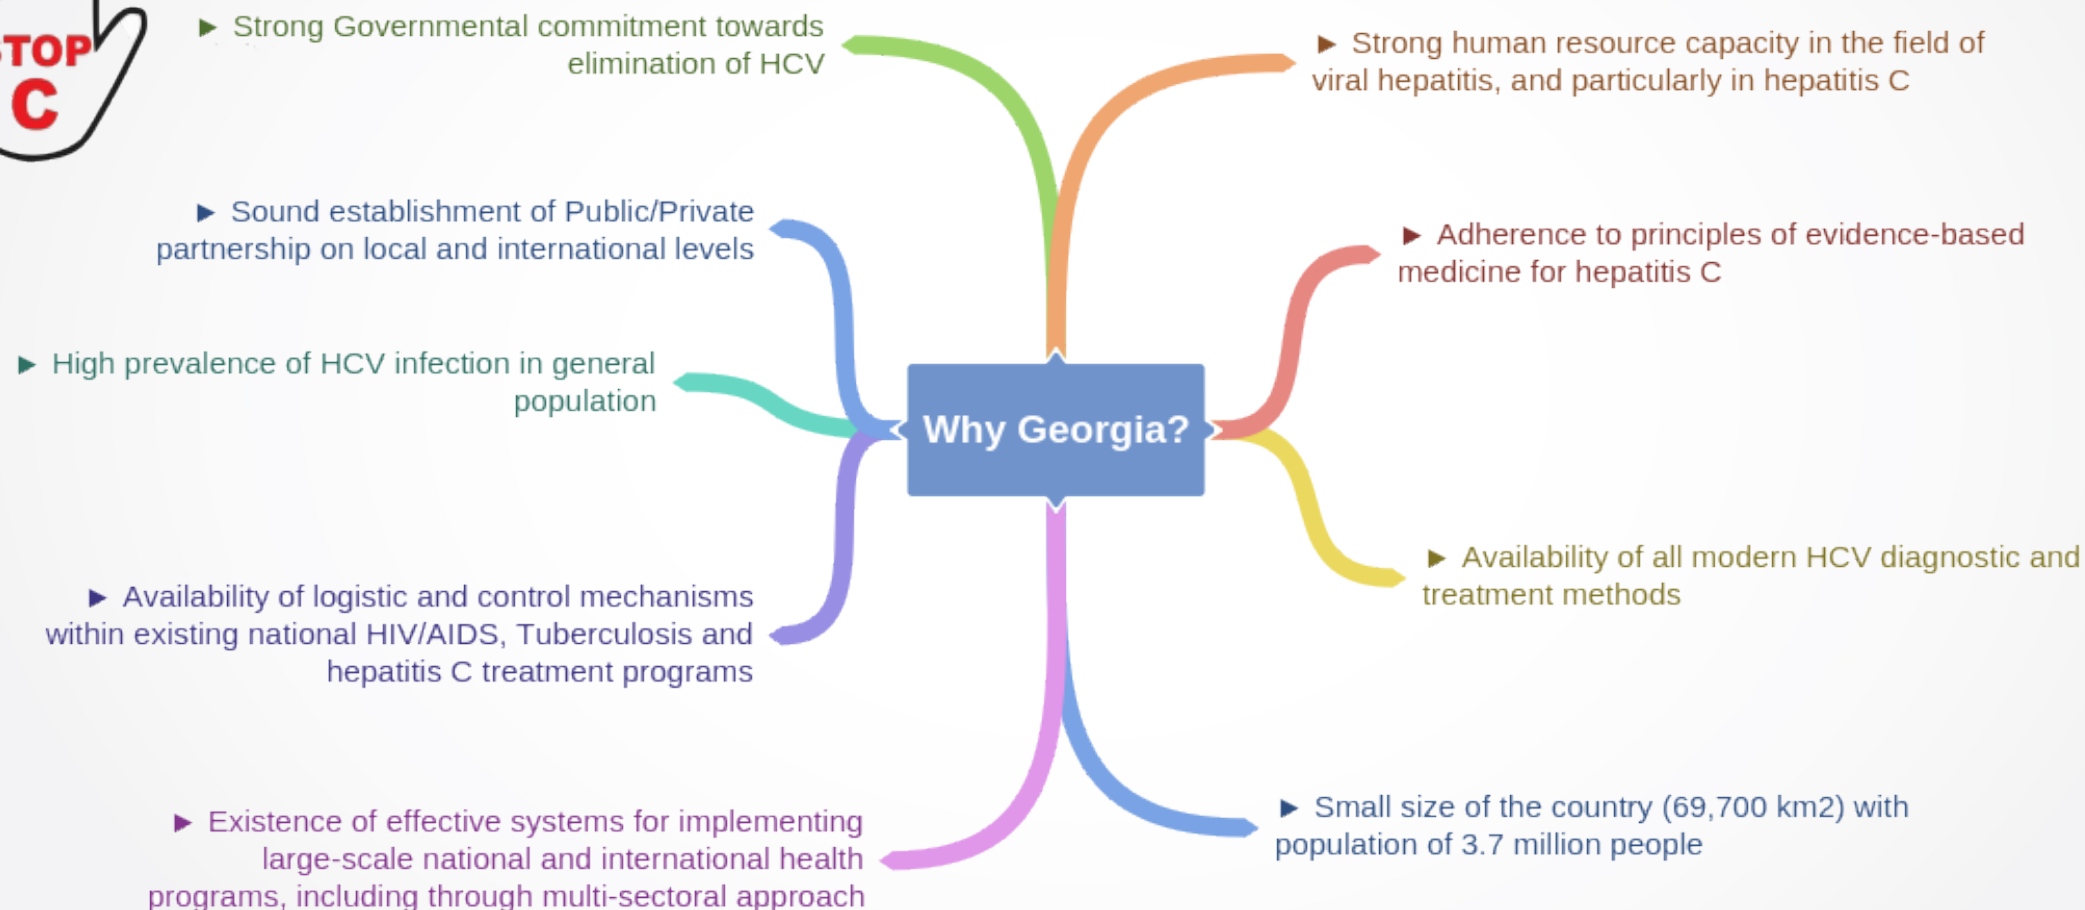 TOP
C
► Strong Governmental commitment towards
elimination of HCV
► Sound establishment of Public/Private
partnership on local and international levels
► High prevalence of HCV infection in general
population
► Availability of logistic and control mechanisms
within existing national HIV/AIDS, Tuberculosis and
hepatitis C treatment programs
► Existence of effective systems for implementing
large-scale national and international health
programs, including through multi-sectoral approach
Why Georgia?
► Strong human resource capacity in the field of
viral hepatitis, and particularly in hepatitis C
► Adherence to principles of evidence-based
medicine for hepatitis C
► Availability of all modern HCV diagnostic and
treatment methods
► Small size of the country (69,700 km2) with
population of 3.7 million people